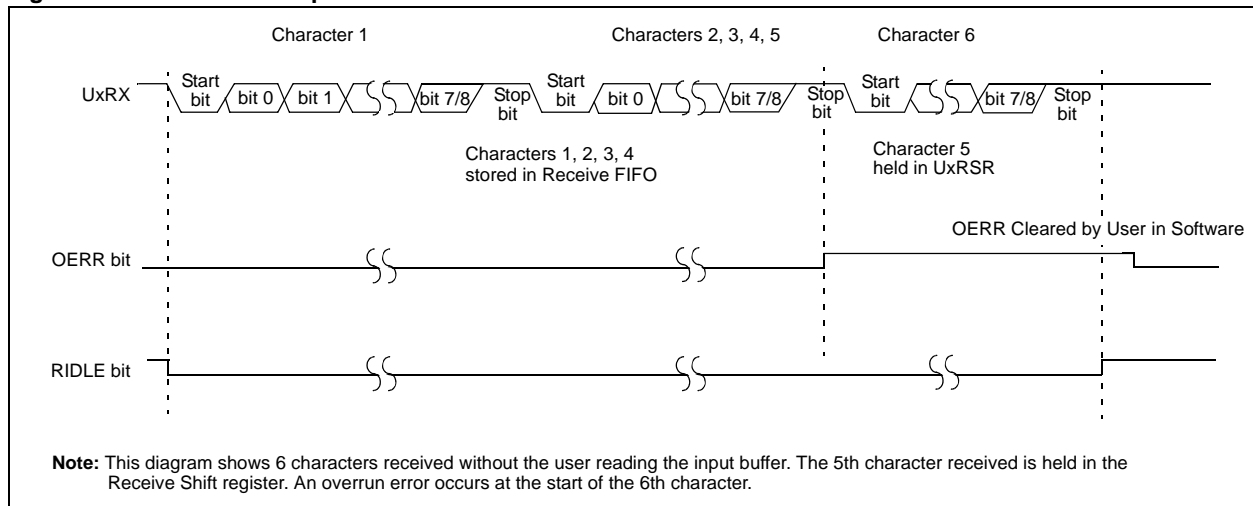 Character 1
Characters 2, 3, 4, 5
Character 6
UxRX
Start
bit
bit 0
bit 1
bit 7/8
Stop
bit
Start
bit
bit 0
bit 7/8
Stop
bit
Start
bit
bit 7/8
Stop
bit
Characters 1, 2, 3, 4
stored in Receive FIFO
Character 5
held in UxRSR
OERR Cleared by User in Software
OERR bit
RIDLE bit
Note: This diagram shows 6 characters received without the user reading the input buffer. The 5th character received is held in the
Receive Shift register. An overrun error occurs at the start of the 6th character.